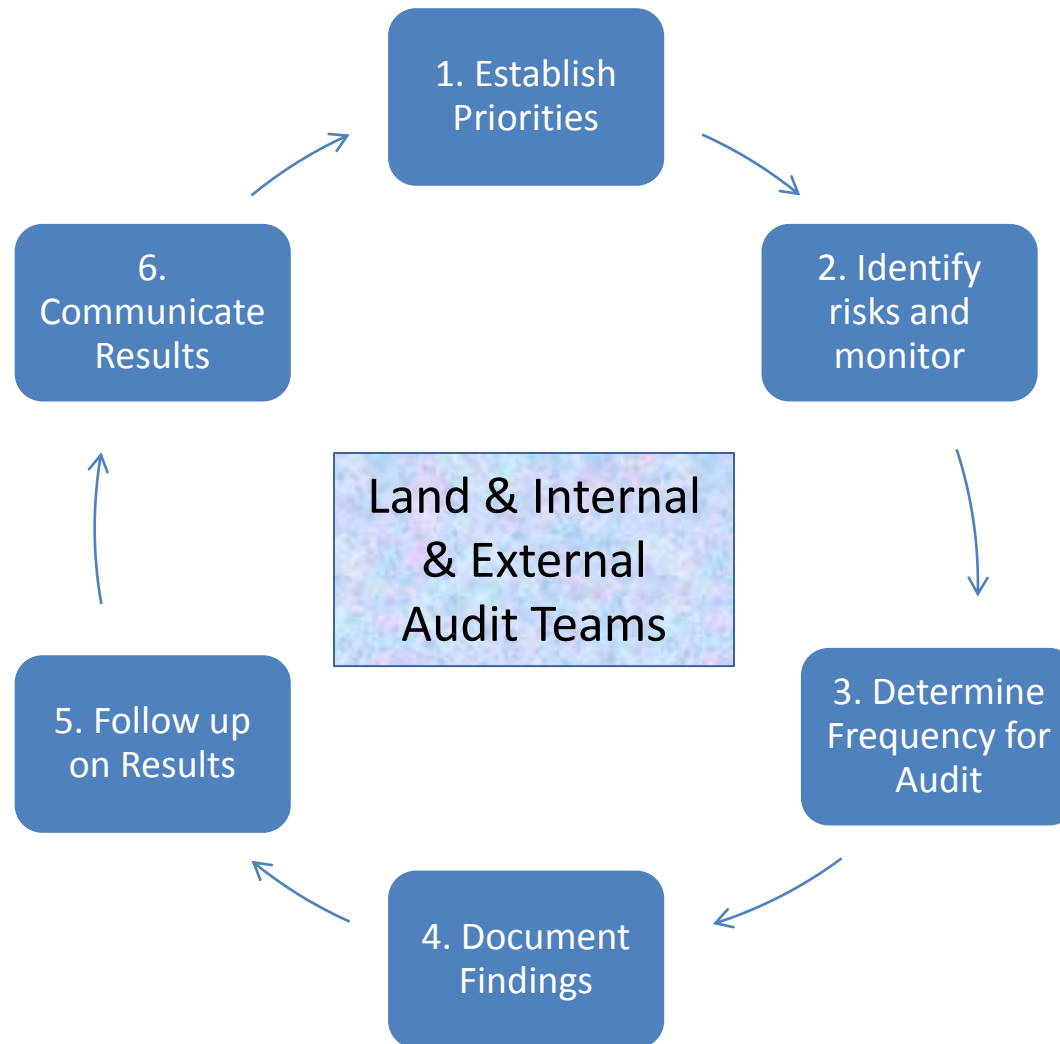 1. Establish
Priorities
2. Identify
risks and
monitor
3. Determine
Frequency for
Audit
4. Document
Findings
5. Follow up
on Results
6.
Communicate
Results
Land & Internal
& External
Audit Teams